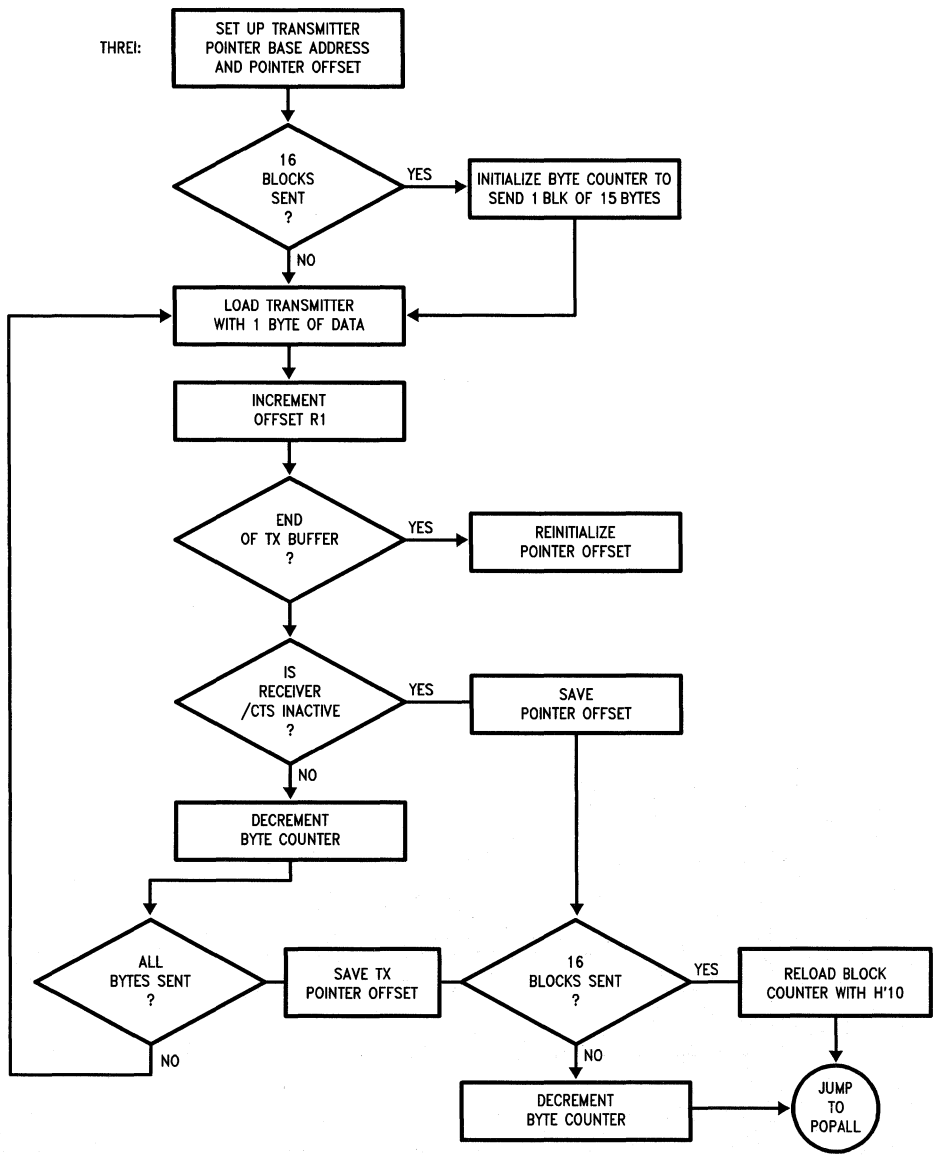 THREI:
SET UP TRANSMITTER
POINTER BASE ADDRESS
AND POINTER OFFSET
16
BLOCKS
SENT
?
YES
INITIALIZE BYTE COUNTER TO
SEND 1 BLK OF 15 BYTES
NO
LOAD TRANSMITTER
WITH 1 BYTE OF DATA
INCREMENT
OFFSET R1
END
OF TX BUFFER
?
YES
REINITIALIZE
POINTER OFFSET
IS
RECEIVER
/CTS INACTIVE
?
YES
SAVE
POINTER OFFSET
NO
DECREMENT
BYTE COUNTER
ALL
BYTES SENT
?
NO
SAVE TX
POINTER OFFSET
16
BLOCKS SENT
?
YES
RELOAD BLOCK
COUNTER WITH H'10
NO
DECREMENT
BYTE COUNTER
JUMP
TO
POPALL